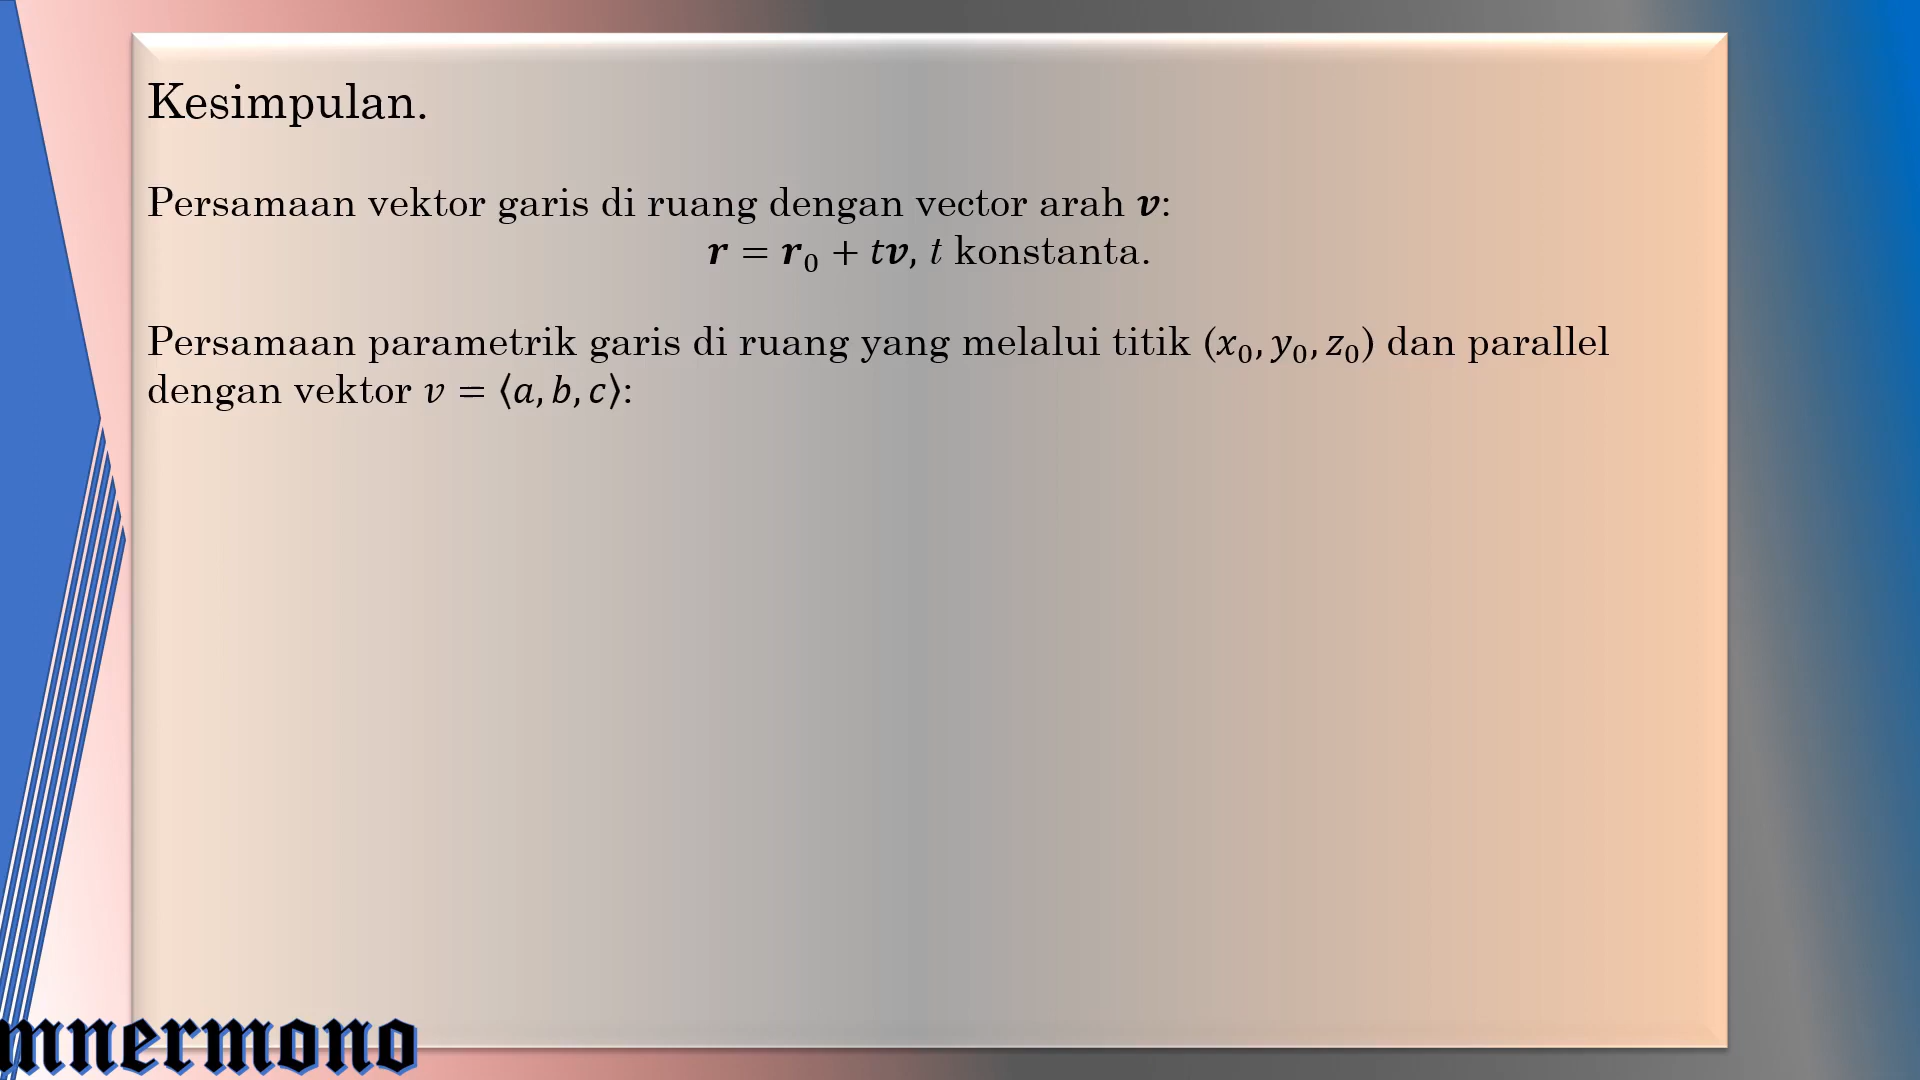 Kesimpulan.
Persamaan vektor garis di ruang dengan vector arah 𝒗:
𝒓 = 𝒓₀ + t𝒗, t konstanta.
Persamaan parametrik garis di ruang yang melalui titik (x₀, y₀, z₀) dan parallel
dengan vektor v = ⟨a, b, c⟩:
mnermono